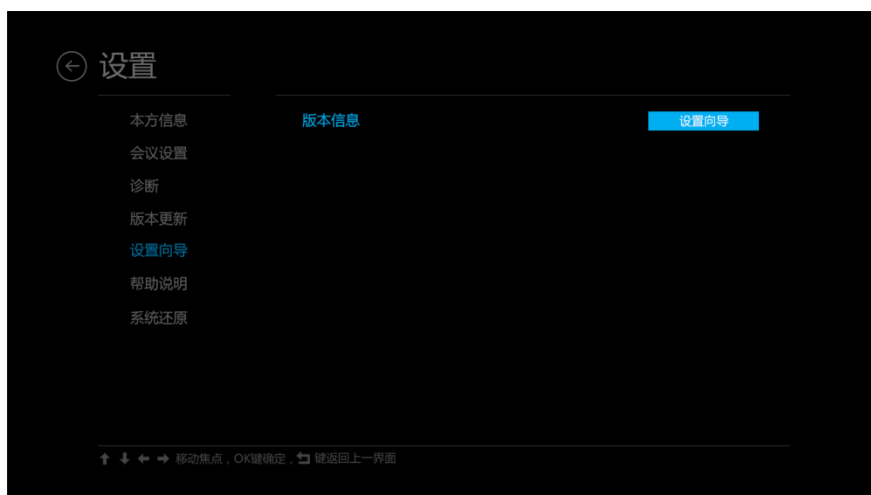 设置
本方信息
会议设置
诊断
版本更新
设置向导
帮助说明
系统还原
版本信息
设置向导
移动焦点，OK键确定， 键返回上一界面